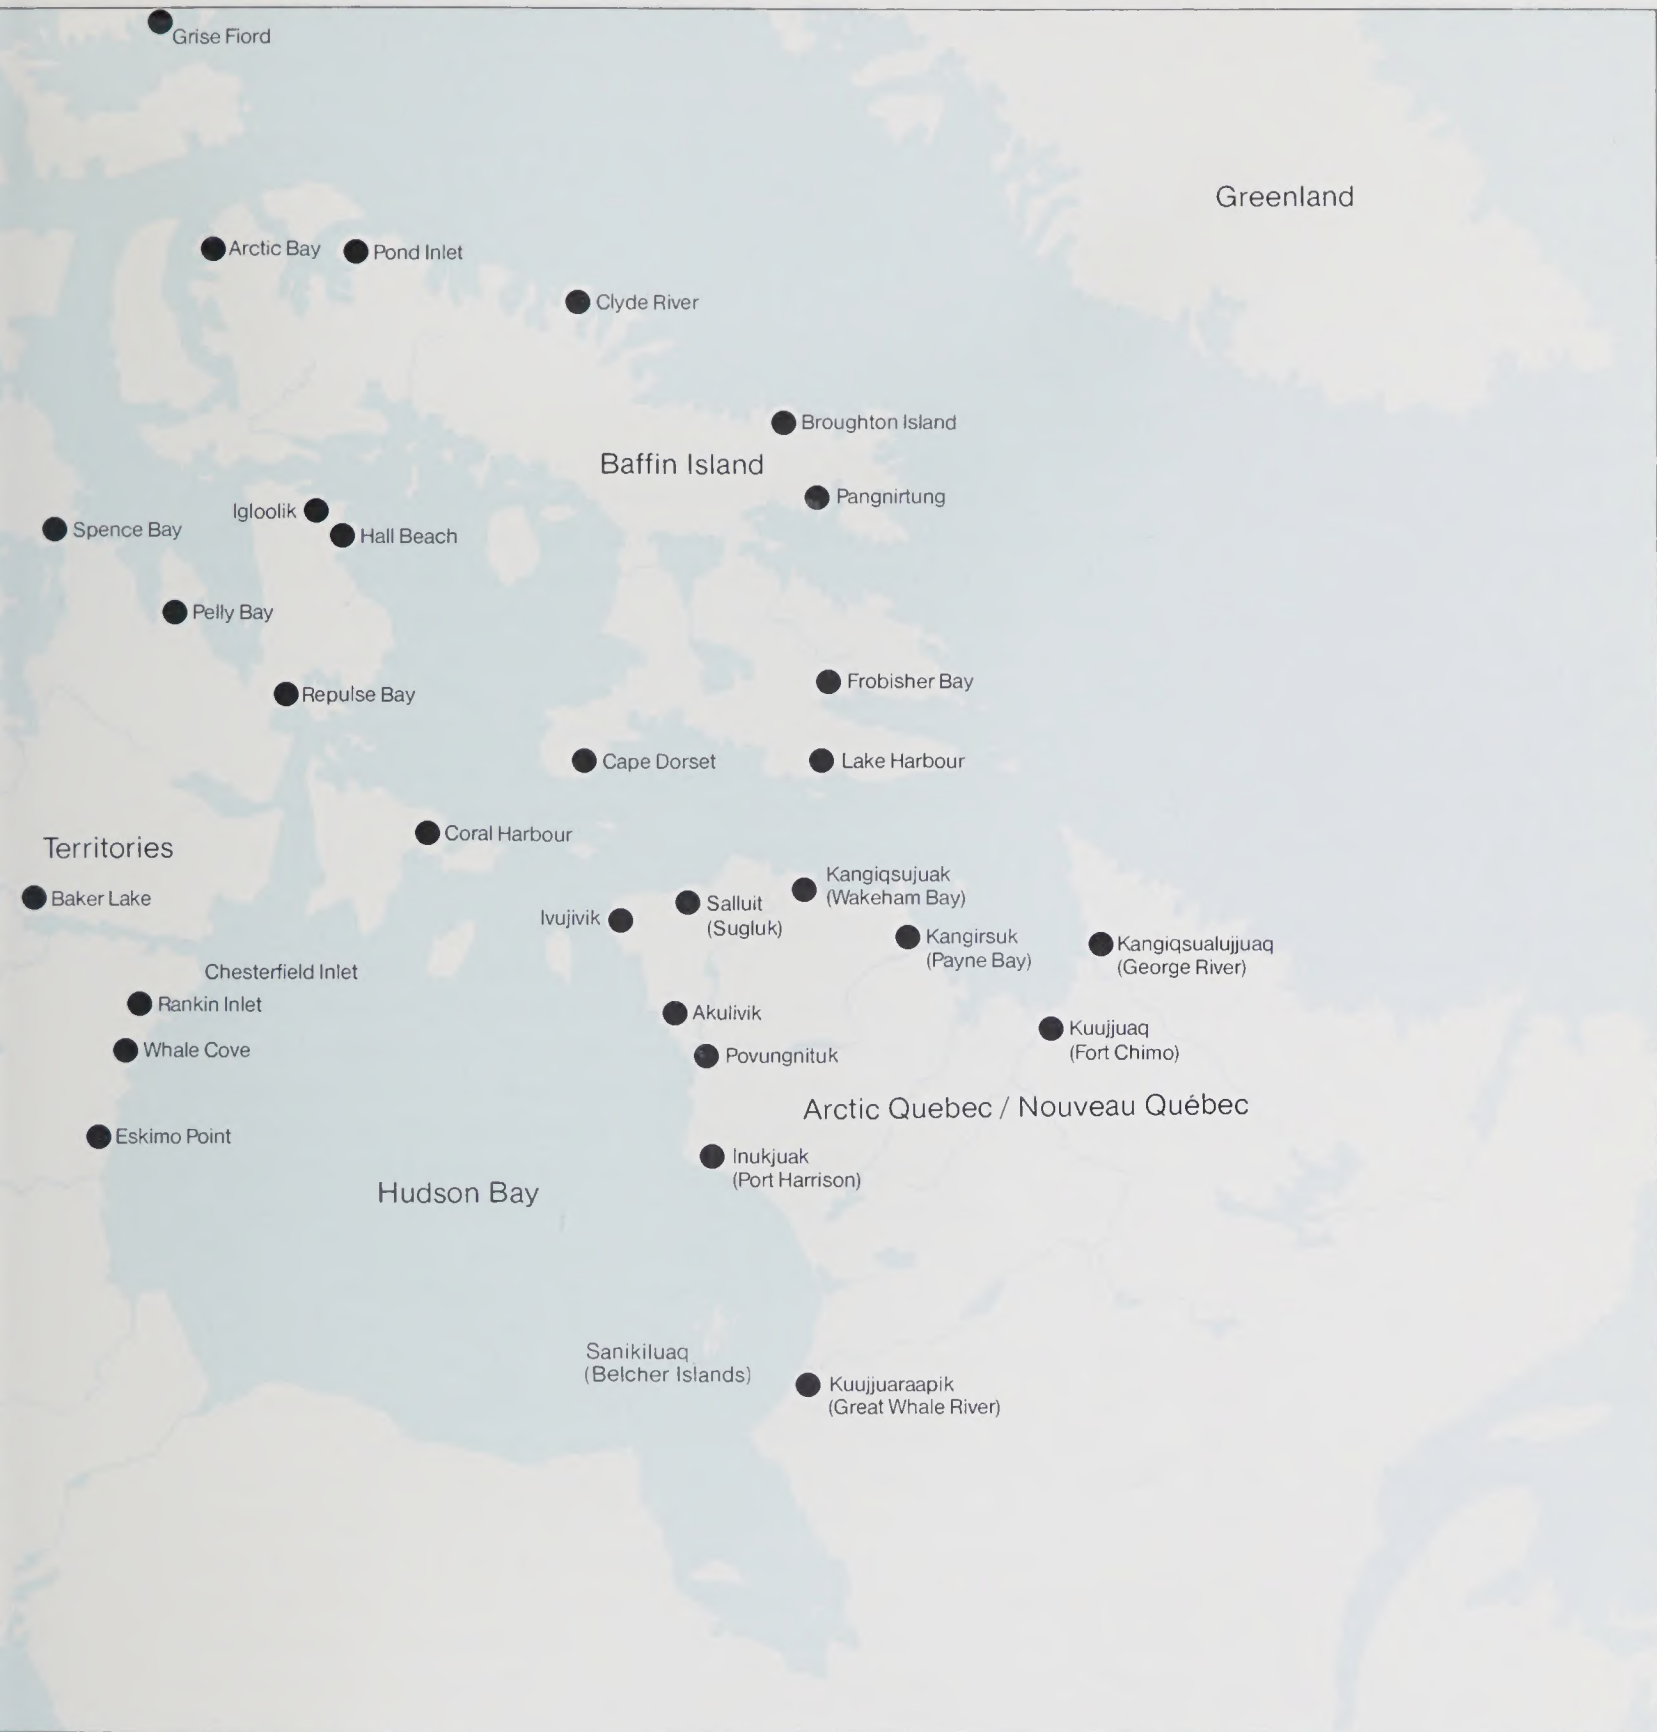 Grise Fiord
Greenland
Arctic Bay
Pond Inlet
Clyde River
Broughton Island
Baffin Island
Pangnirtung
Igloolik
Spence Bay
Hall Beach
Pelly Bay
Frobisher Bay
Repulse Bay
Cape Dorset
Lake Harbour
Coral Harbour
Territories
Baker Lake
Kangiqsujuak
(Wakeham Bay)
Salluit
(Sugluk)
Ivujivik
Kangirsuk
(Payne Bay)
Kangiqsualujjuaq
(George River)
Chesterfield Inlet
Rankin Inlet
Akulivik
Kuujjuaq
(Fort Chimo)
Whale Cove
Povungnituk
Arctic Quebec / Nouveau Québec
Eskimo Point
Inukjuak
(Port Harrison)
Hudson Bay
Sanikiluaq
(Belcher Islands)
Kuujjuaraapik
(Great Whale River)